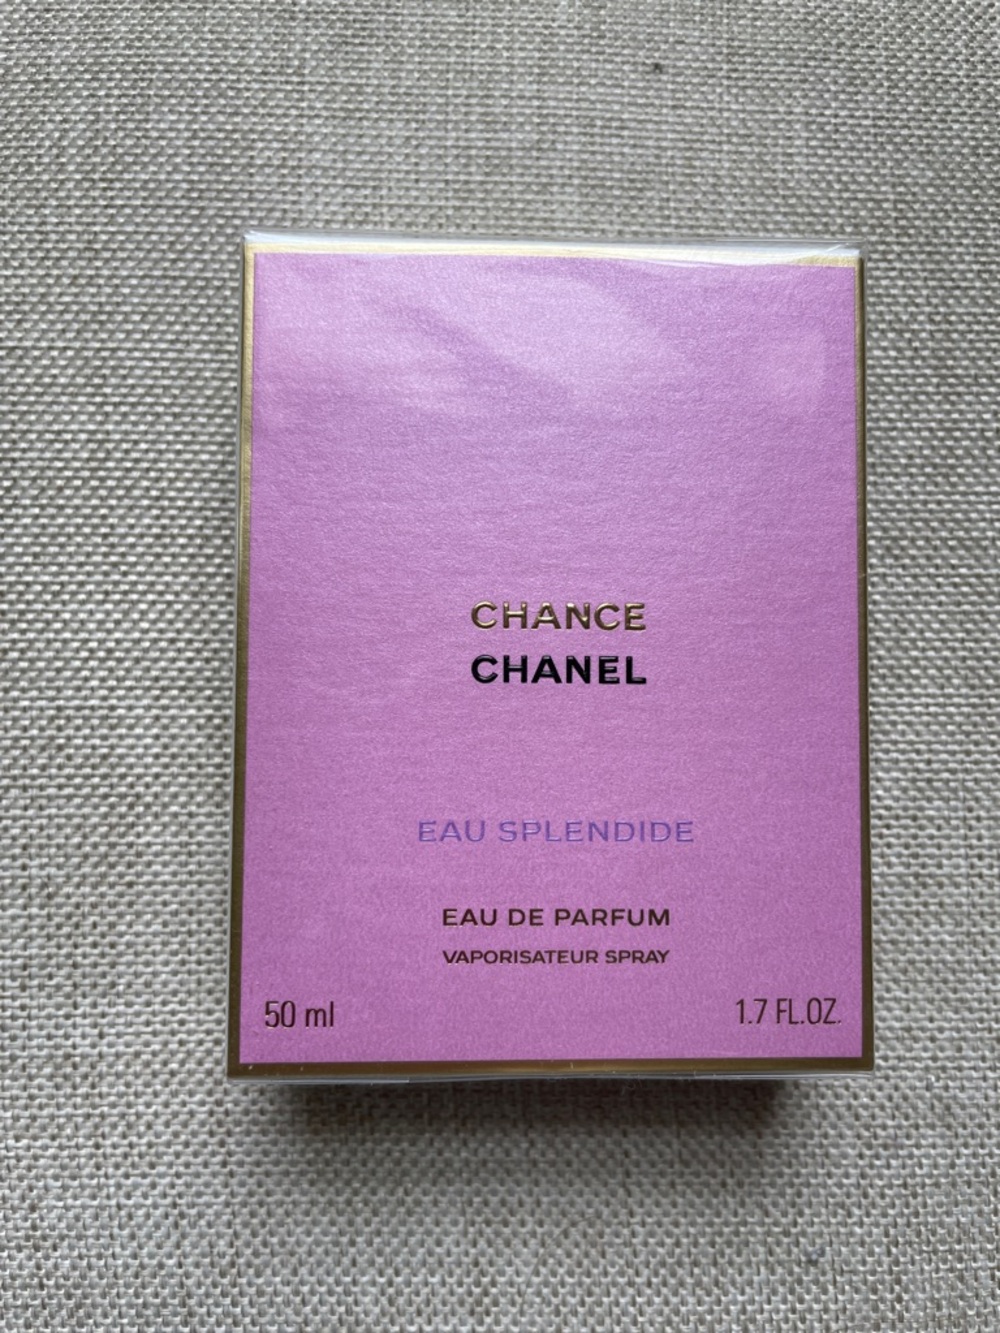 CHANCE
CHANEL
EAU SPLENDIDE
EAU DE PARFUM
VAPORISATEUR SPRAY
50 ml 1.7 FL.OZ.